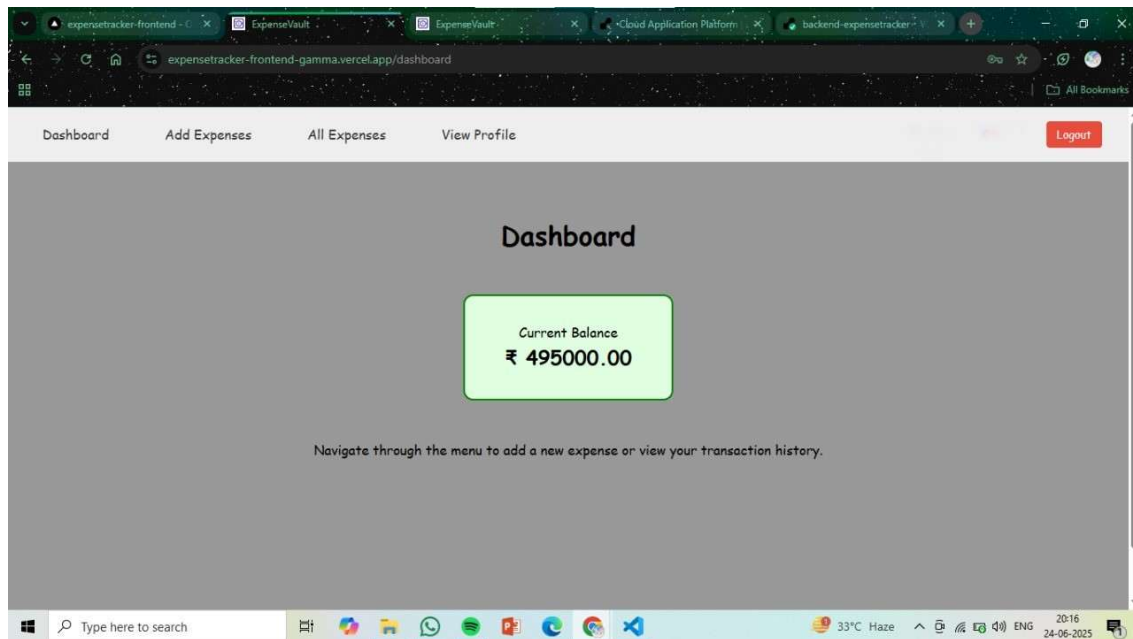 expensetracker-frontend - O
ExpenseVault
ExpenseVault
Cloud Application Platform
backend-expensetracker - V
expensetracker-frontend-gamma.vercel.app/dashboard
All Bookmarks
Dashboard
Add Expenses
All Expenses
View Profile
Logout
Dashboard
Current Balance
₹ 495000.00
Navigate through the menu to add a new expense or view your transaction history.
Type here to search
33°C Haze
ENG
20:16
24-06-2025